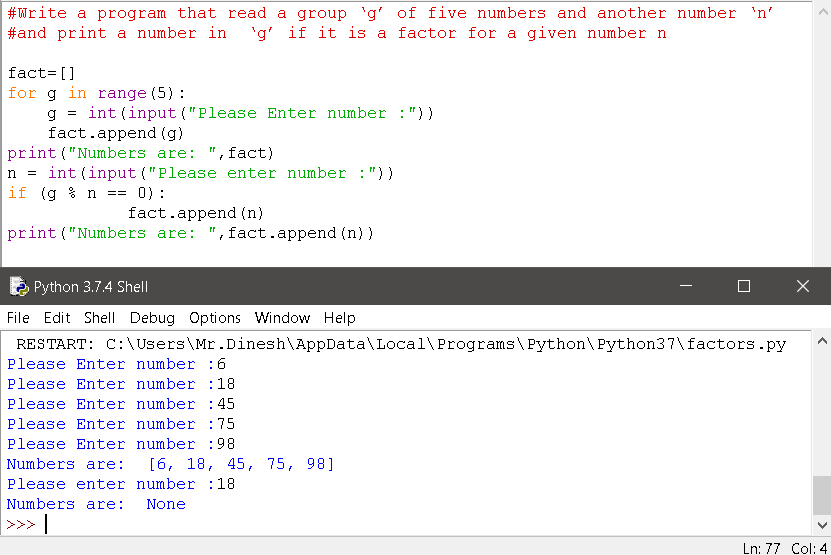 #Write a program that read a group ‘g’ of five numbers and another number ‘n’
#and print a number in  ‘g’ if it is a factor for a given number n

fact=[]
for g in range(5):
    g = int(input("Please Enter number :"))
    fact.append(g)
print("Numbers are: ",fact)
n = int(input("Please enter number :"))
if (g % n == 0):
            fact.append(n)
print("Numbers are: ",fact.append(n))
Python 3.7.4 Shell
File Edit Shell Debug Options Window Help
 RESTART: C:\Users\Mr.Dinesh\AppData\Local\Programs\Python\Python37\factors.py
Please Enter number :6
Please Enter number :18
Please Enter number :45
Please Enter number :75
Please Enter number :98
Numbers are:  [6, 18, 45, 75, 98]
Please enter number :18
Numbers are:  None
>>>
Ln: 77 Col: 4